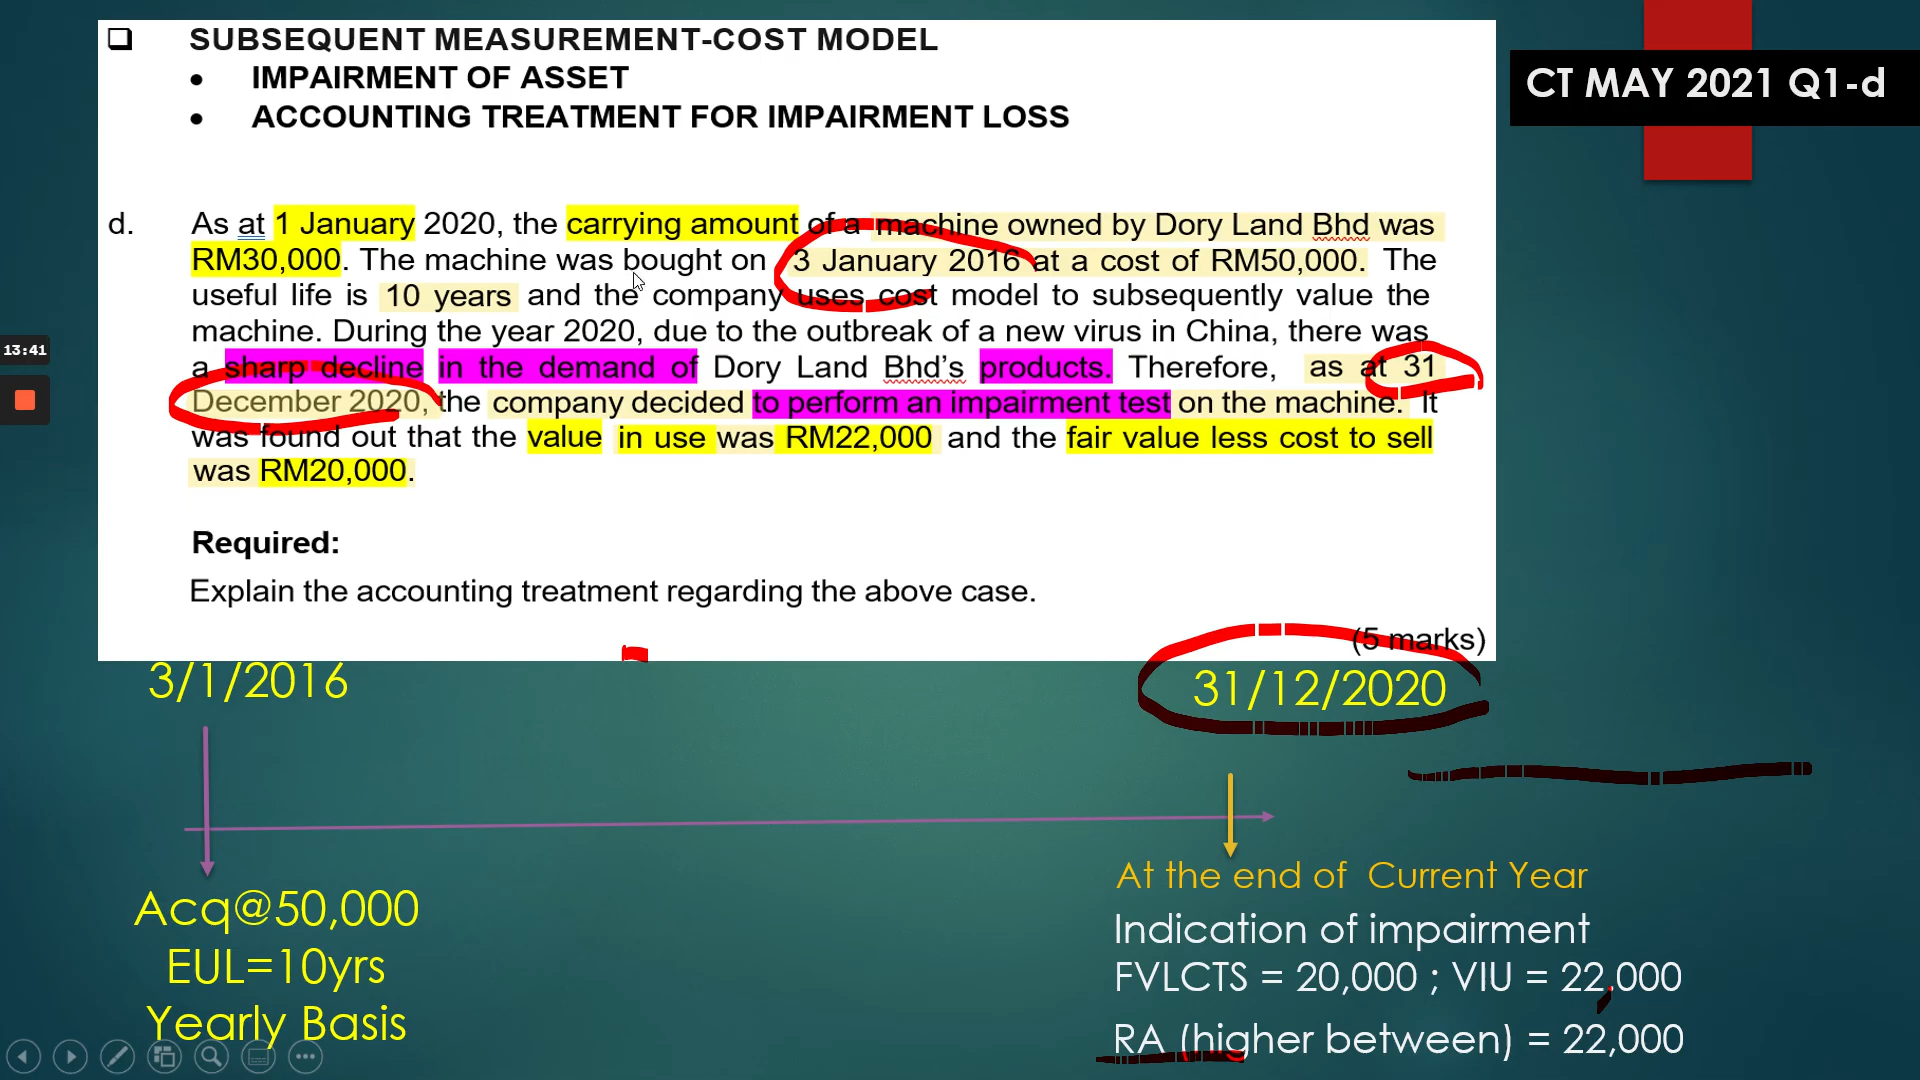 SUBSEQUENT MEASUREMENT-COST MODEL
• IMPAIRMENT OF ASSET
• ACCOUNTING TREATMENT FOR IMPAIRMENT LOSS
CT MAY 2021 Q1-d
d. As at 1 January 2020, the carrying amount of a machine owned by Dory Land Bhd was
RM30,000. The machine was bought on 3 January 2016 at a cost of RM50,000. The
useful life is 10 years and the company uses cost model to subsequently value the
machine. During the year 2020, due to the outbreak of a new virus in China, there was
a sharp decline in the demand of Dory Land Bhd's products. Therefore, as at 31
December 2020, the company decided to perform an impairment test on the machine. It
was found out that the value in use was RM22,000 and the fair value less cost to sell
was RM20,000.
Required:
Explain the accounting treatment regarding the above case.
(5 marks)
13:41
3/1/2016
31/12/2020
Acq@50,000
EUL=10yrs
Yearly Basis
At the end of Current Year
Indication of impairment
FVLCTS = 20,000 ; VIU = 22,000
RA (higher between) = 22,000